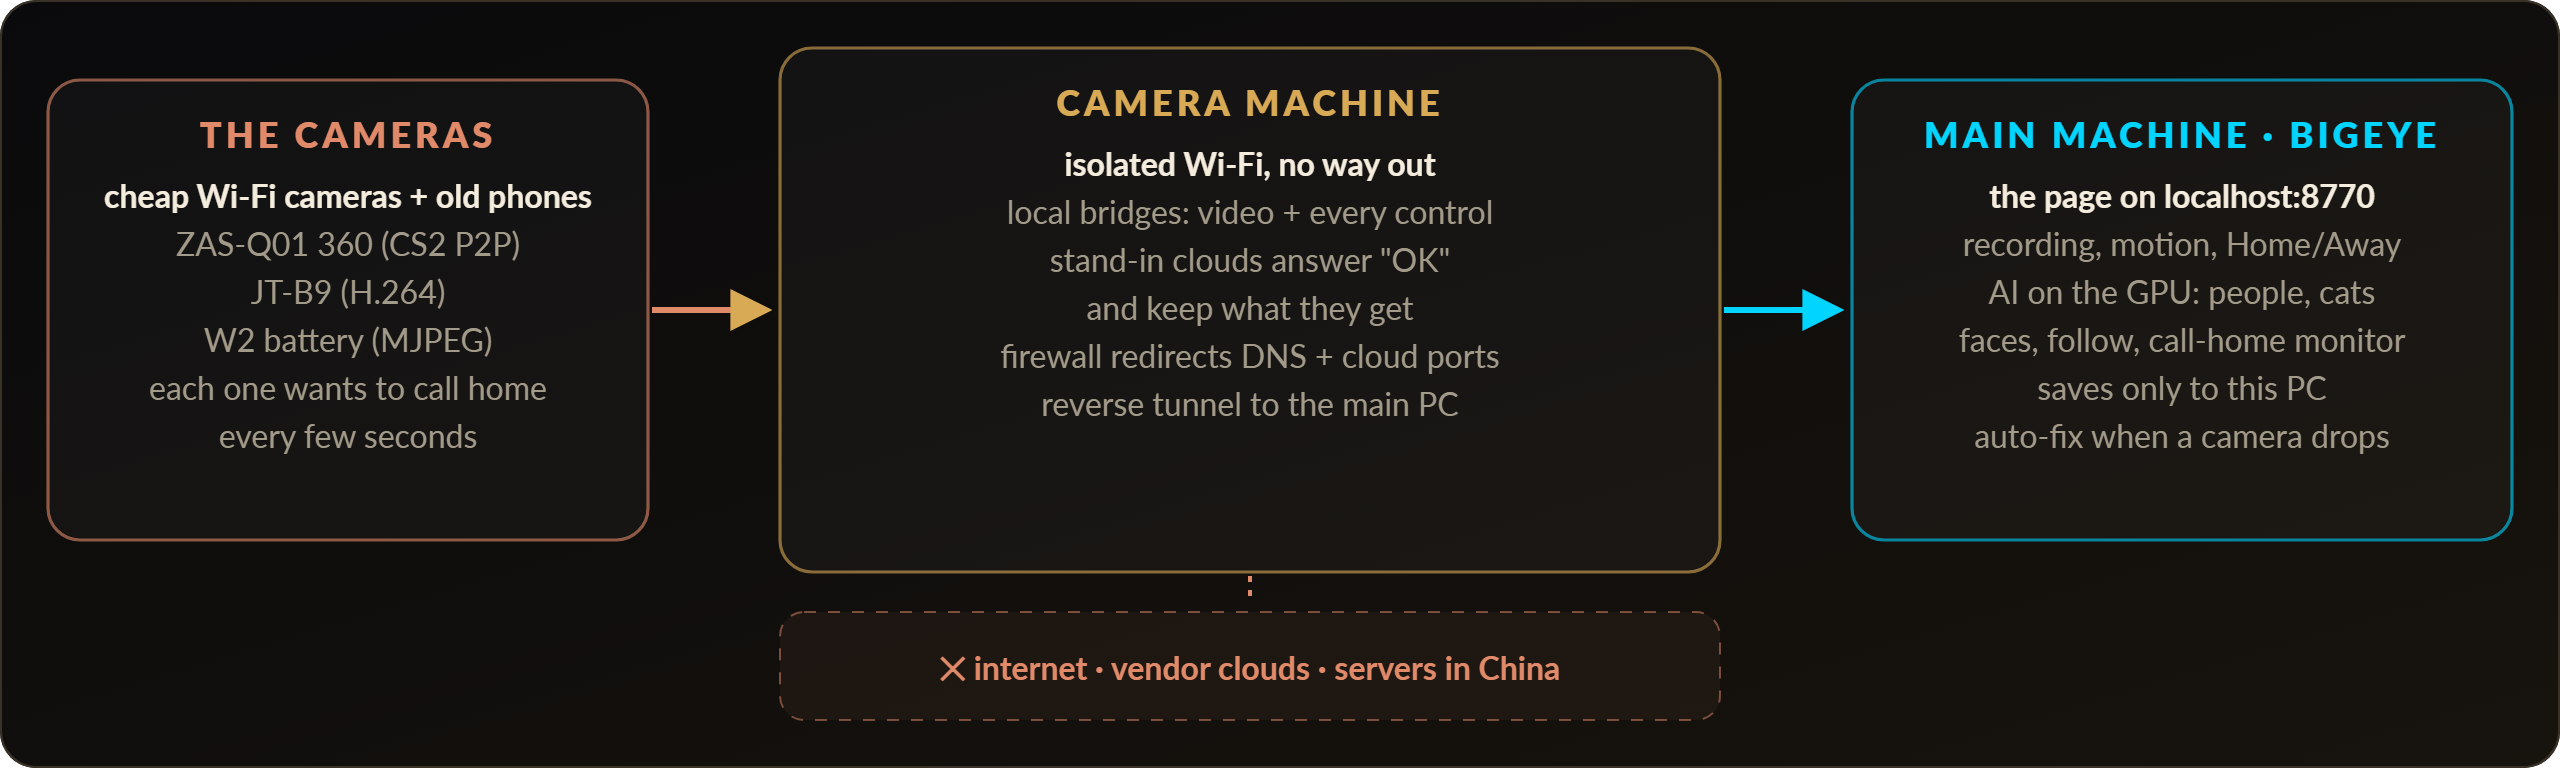 THE CAMERAS
cheap Wi-Fi cameras + old phones
ZAS-Q01 360 (CS2 P2P)
JT-B9 (H.264)
W2 battery (MJPEG)
each one wants to call home
every few seconds
CAMERA MACHINE
isolated Wi-Fi, no way out
local bridges: video + every control
stand-in clouds answer "OK"
and keep what they get
firewall redirects DNS + cloud ports
reverse tunnel to the main PC
MAIN MACHINE · BIGEYE
the page on localhost:8770
recording, motion, Home/Away
AI on the GPU: people, cats
faces, follow, call-home monitor
saves only to this PC
auto-fix when a camera drops
✕ internet · vendor clouds · servers in China